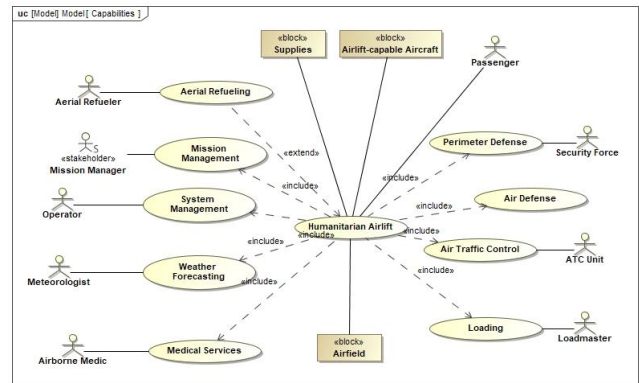 uc [Model] Model[ Capabilities ]
«block»
Supplies
«block»
Airlift-capable Aircraft
Passenger
Aerial Refueler
Aerial Refueling
«extend»
S
«stakeholder»
Mission Manager
Mission
Management
«include»
Perimeter Defense
Security Force
«include»
Operator
System
Management
«include»
Humanitarian Airlift
«include»
Air Defense
«include»
Air Traffic Control
ATC Unit
Meteorologist
Weather
Forecasting
«include»
«include»
Airborne Medic
Medical Services
«include»
«block»
Airfield
Loading
Loadmaster